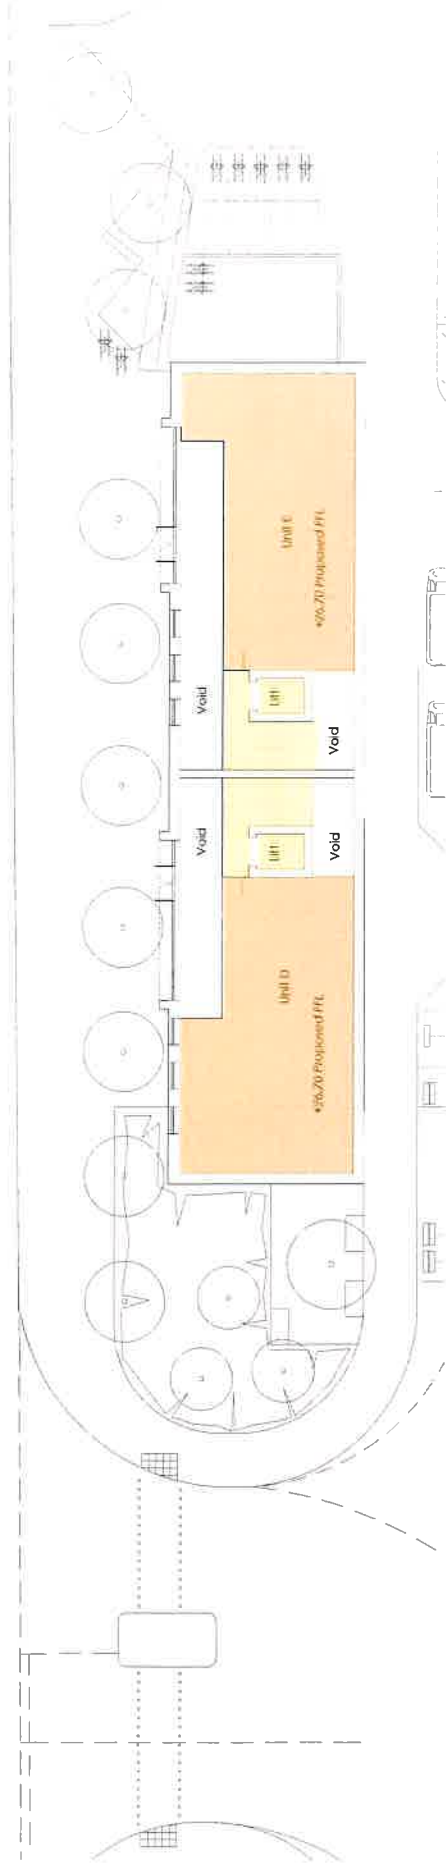 Void
Void
Unit D
+26.70 Proposed FFL
Lift
Void
Lift
Void
Unit
+26.70 Proposed FFL